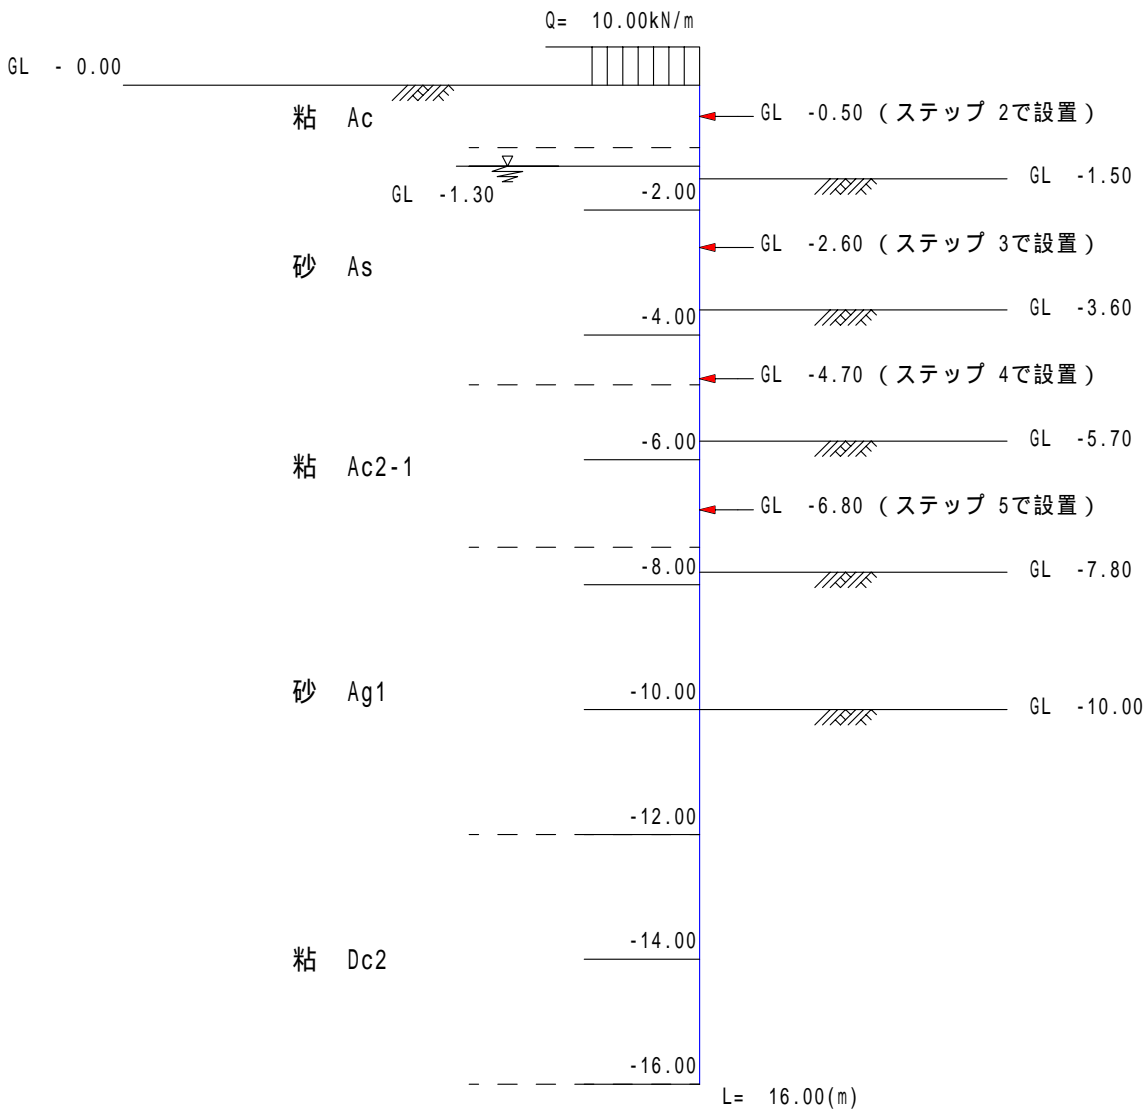 Q= 10.00kN/m
GL - 0.00
粘 Ac
GL -0.50 (ステップ 2で設置)
GL -1.50
GL -1.30
-2.00
GL -2.60 (ステップ 3で設置)
砂 As
GL -3.60
-4.00
GL -4.70 (ステップ 4で設置)
GL -5.70
-6.00
粘 Ac2-1
GL -6.80 (ステップ 5で設置)
-8.00
GL -7.80
砂 Ag1
-10.00
GL -10.00
-12.00
-14.00
粘 Dc2
-16.00
L= 16.00(m)